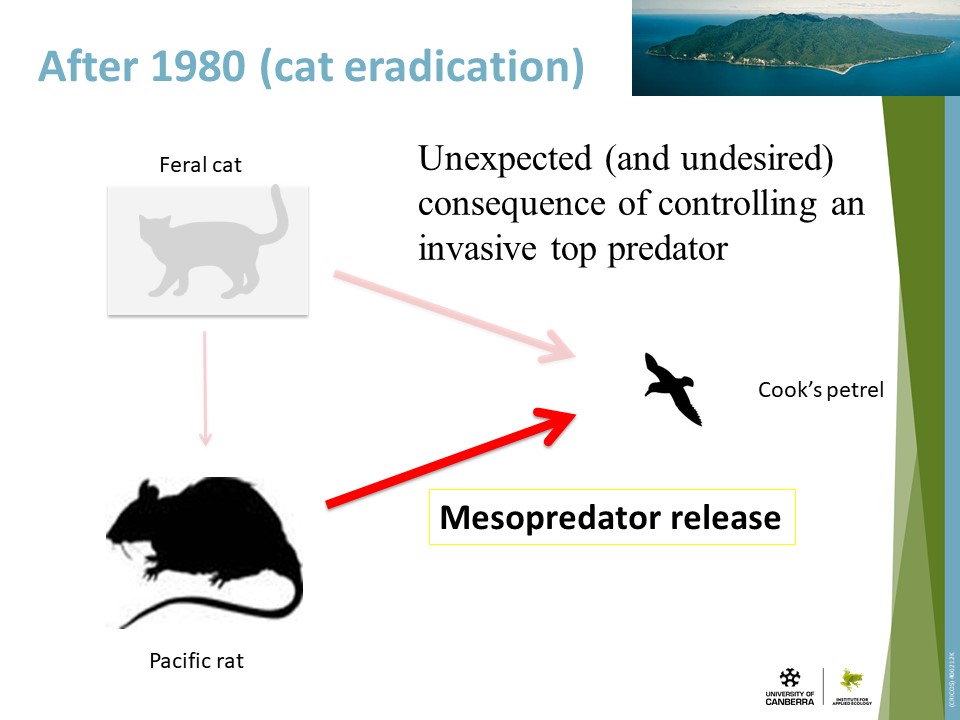 After 1980 (cat eradication)
Feral cat
Unexpected (and undesired)
consequence of controlling an
invasive top predator
Cook’s petrel
Mesopredator release
Pacific rat
UNIVERSITY OF
CANBERRA
INSTITUTE FOR
APPLIED ECOLOGY